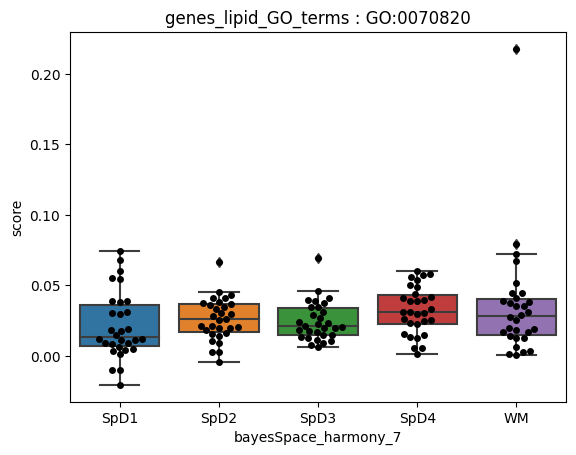 genes_lipid_GO_terms : GO:0070820
0.20
0.15
0.10
0.05
0.00
score
SpD1 SpD2 SpD3 SpD4 WM
bayesSpace_harmony_7